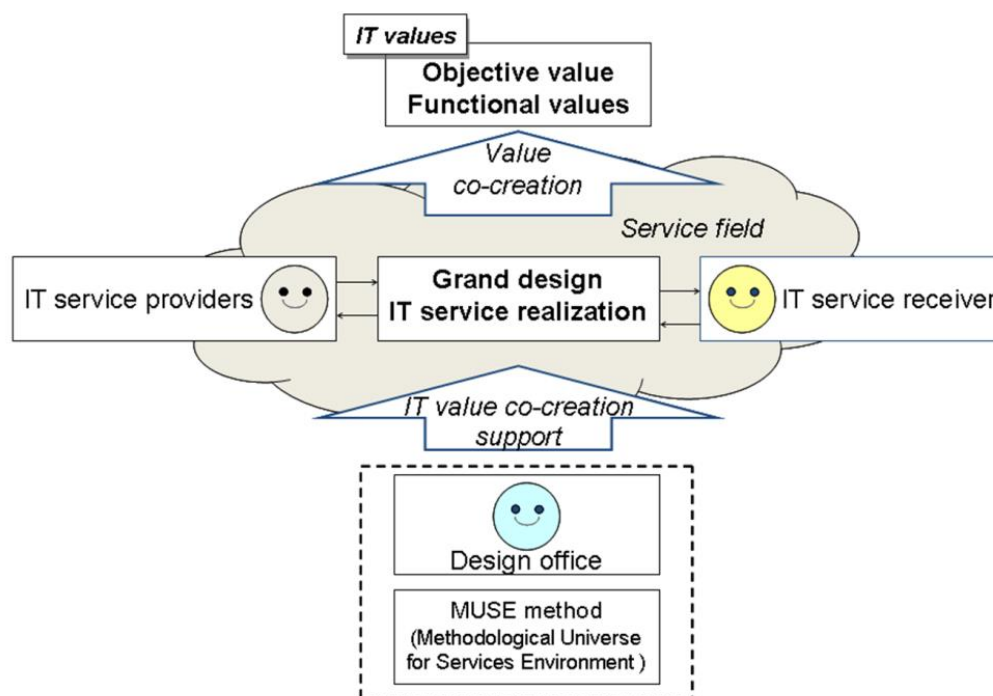 IT values
Objective value
Functional values
Value
co-creation
Service field
IT service providers
Grand design
IT service realization
IT service receiver
IT value co-creation
support
Design office
MUSE method
(Methodological Universe
for Services Environment )